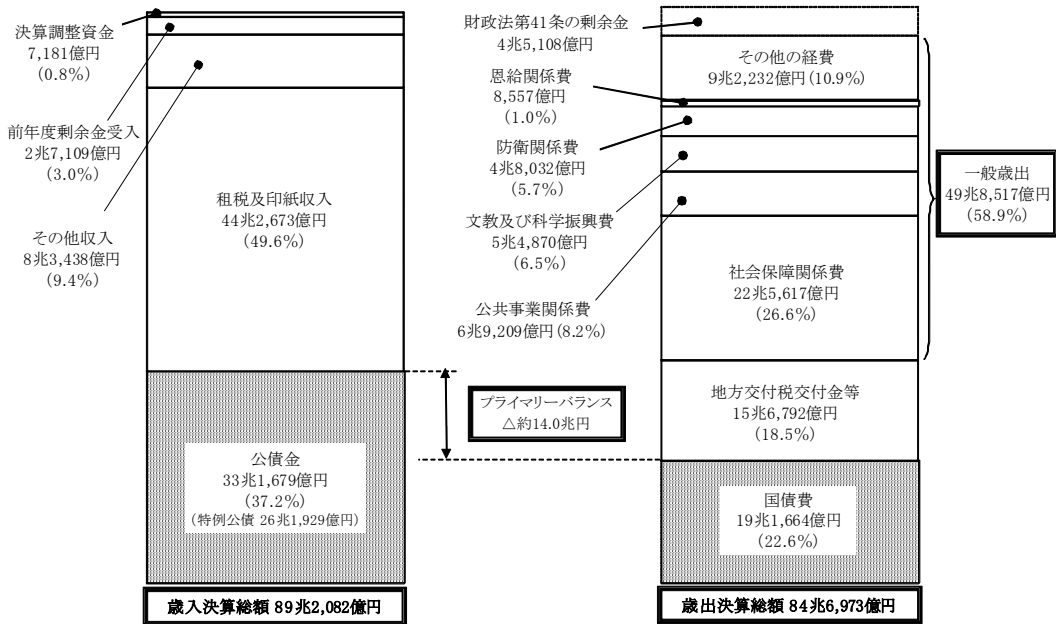 決算調整資金
7,181億円
(0.8%)
前年度剰余金受入
2兆7,109億円
(3.0%)
その他収入
8兆3,438億円
(9.4%)
租税及印紙収入
44兆2,673億円
(49.6%)
公債金
33兆1,679億円
(37.2%)
(特例公債 26兆1,929億円)
歳入決算総額 89兆2,082億円
プライマリーバランス
△約14.0兆円
財政法第41条の剰余金
4兆5,108億円
恩給関係費
8,557億円
(1.0%)
防衛関係費
4兆8,032億円
(5.7%)
文教及び科学振興費
5兆4,870億円
(6.5%)
公共事業関係費
6兆9,209億円(8.2%)
その他の経費
9兆2,232億円(10.9%)
社会保障関係費
22兆5,617億円
(26.6%)
地方交付税交付金等
15兆6,792億円
(18.5%)
国債費
19兆1,664億円
(22.6%)
歳出決算総額 84兆6,973億円
一般歳出
49兆8,517億円
(58.9%)